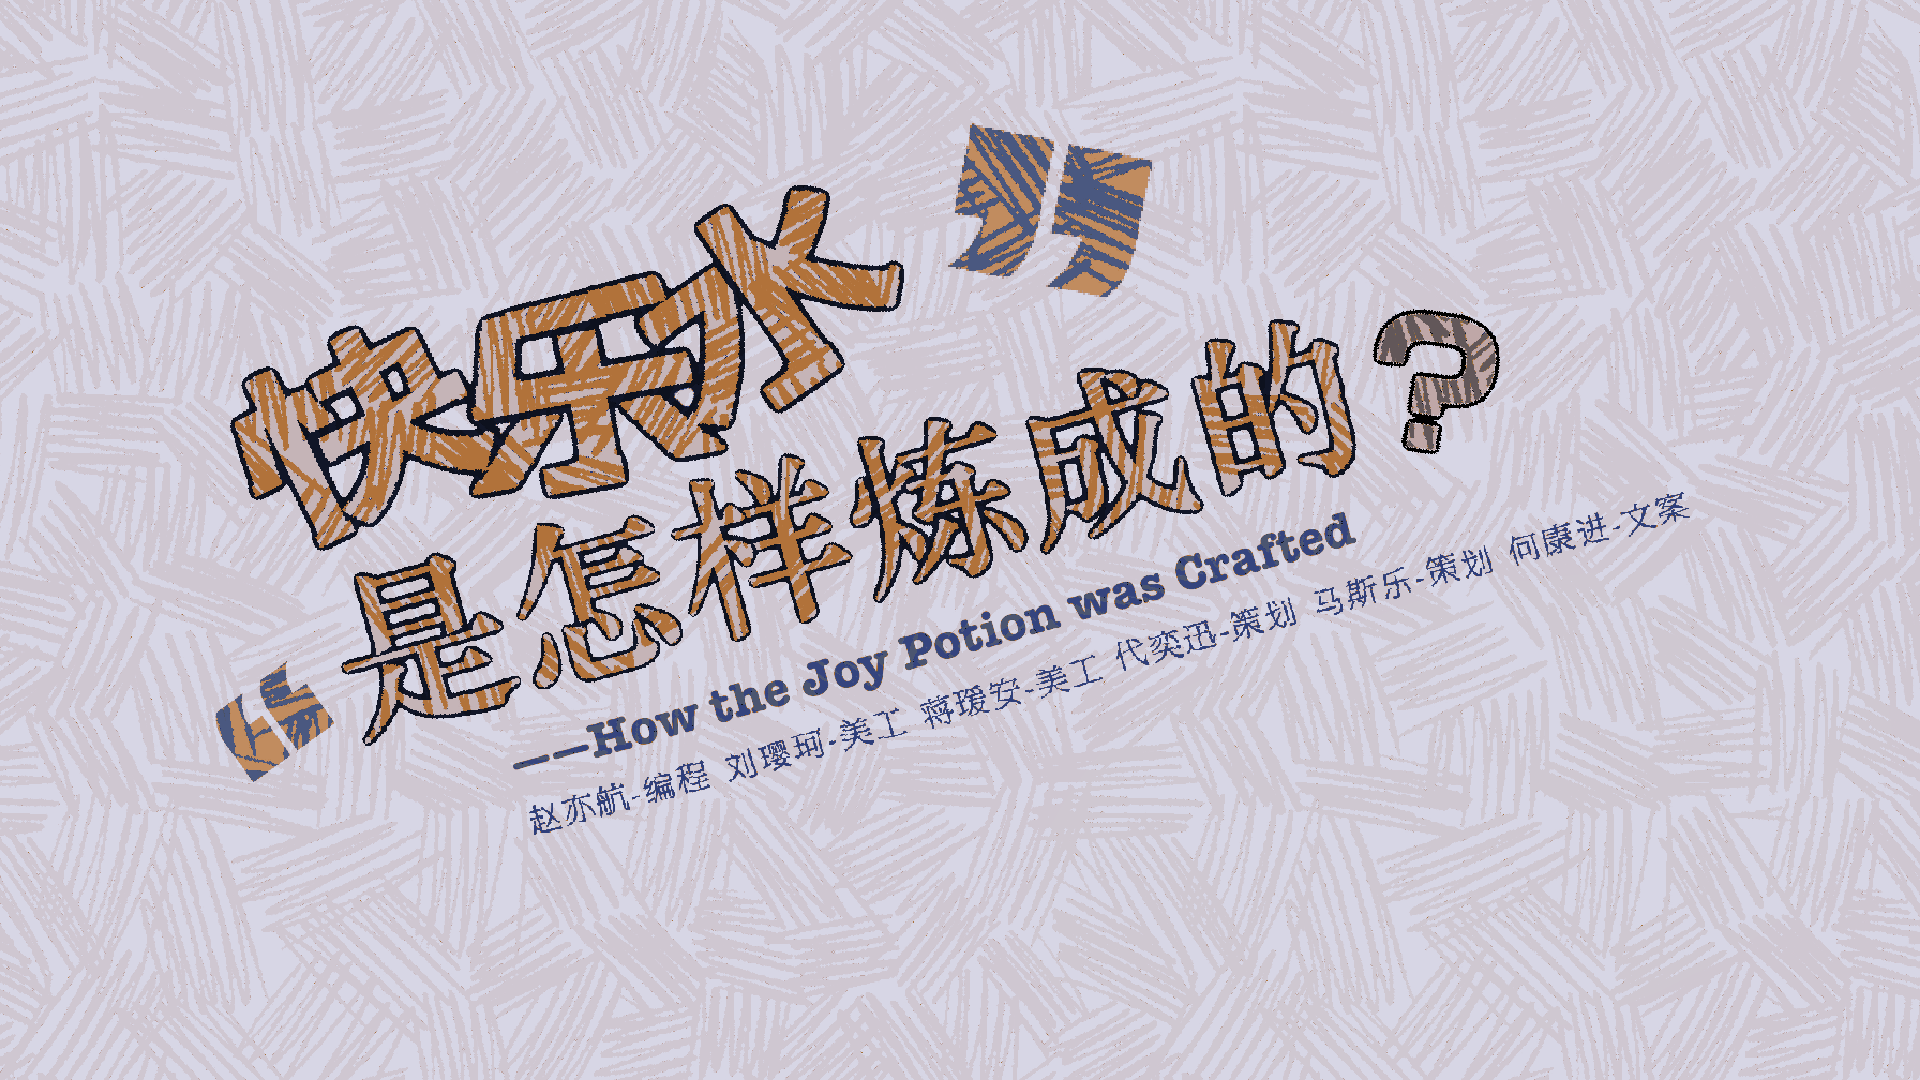 快乐水”
“是怎样炼成的?
——How the Joy Potion was Crafted
赵亦航-编程 刘璎珂-美工 蒋瑷安-美工 代奕迅-策划 马斯乐-策划 何康进-文案